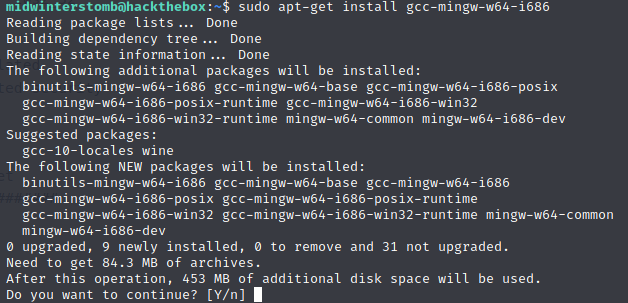 midwinterstomb@hackthebox:~$ sudo apt-get install gcc-mingw-w64-i686
Reading package lists... Done
Building dependency tree... Done
Reading state information... Done
The following additional packages will be installed:
binutils-mingw-w64-i686 gcc-mingw-w64-base gcc-mingw-w64-i686-posix
gcc-mingw-w64-i686-posix-runtime gcc-mingw-w64-i686-win32
gcc-mingw-w64-i686-win32-runtime mingw-w64-common mingw-w64-i686-dev
Suggested packages:
gcc-10-locales wine
The following NEW packages will be installed:
binutils-mingw-w64-i686 gcc-mingw-w64-base gcc-mingw-w64-i686
gcc-mingw-w64-i686-posix gcc-mingw-w64-i686-posix-runtime
gcc-mingw-w64-i686-win32 gcc-mingw-w64-i686-win32-runtime mingw-w64-common
mingw-w64-i686-dev
0 upgraded, 9 newly installed, 0 to remove and 31 not upgraded.
Need to get 84.3 MB of archives.
After this operation, 453 MB of additional disk space will be used.
Do you want to continue? [Y/n]